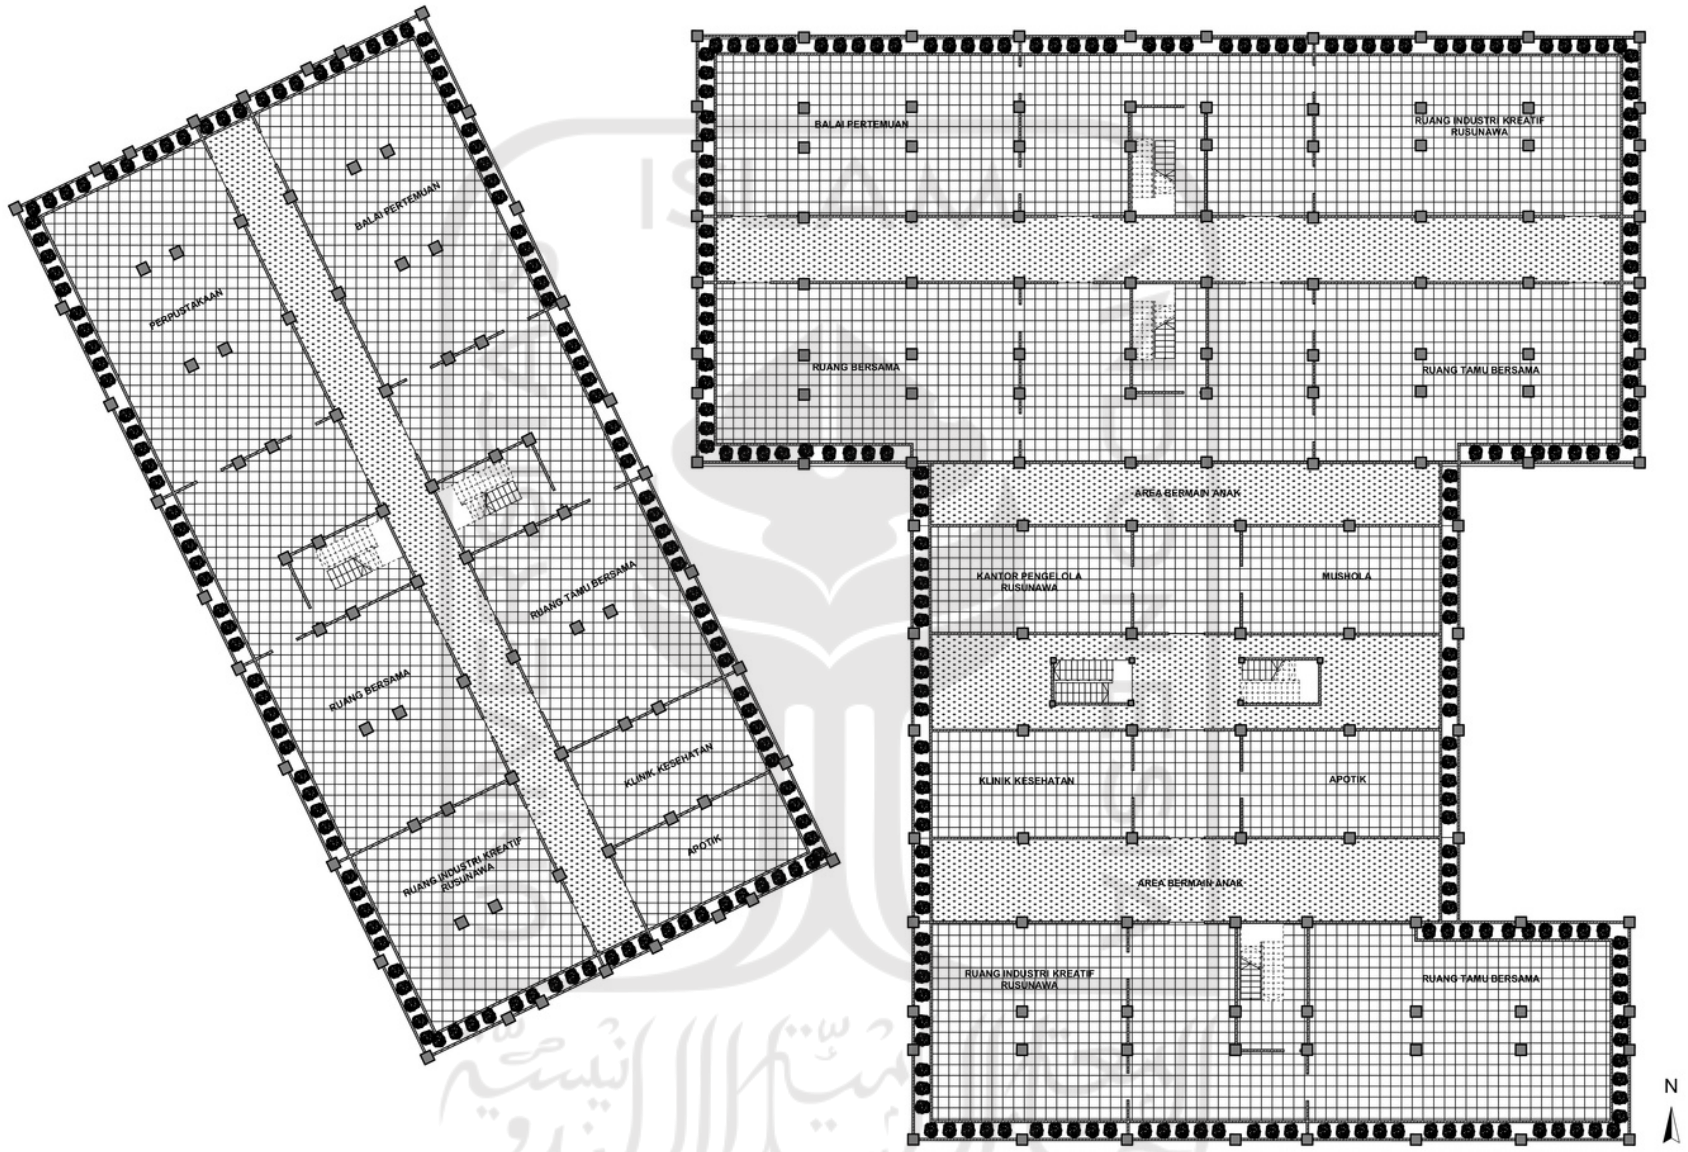 BALAI PERTEMUAN
PERPUSTAKAAN
RUANG TAMU BERSAMA
RUANG BERSAMA
KLINIK KESEHATAN
RUANG INDUSTRI KREATIF
RUSUNAWA
APOTIK
BALAI PERTEMUAN
RUANG INDUSTRI KREATIF
RUSUNAWA
RUANG BERSAMA
RUANG TAMU BERSAMA
AREA BERMAIN ANAK
KANTOR PENGELOLA
RUSUNAWA
MUSHOLA
KLINIK KESEHATAN
APOTIK
AREA BERMAIN ANAK
RUANG INDUSTRI KREATIF
RUSUNAWA
RUANG TAMU BERSAMA
N
ISLAM